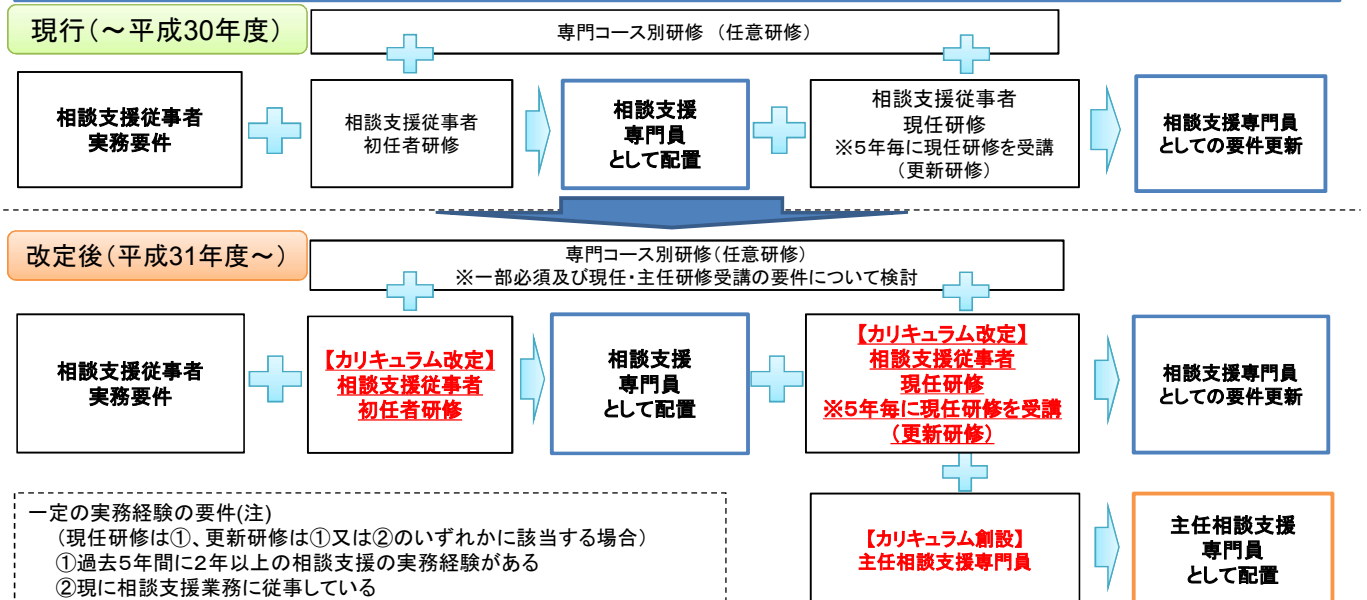 現行(～平成30年度)
専門コース別研修 (任意研修)
相談支援従事者
実務要件
相談支援従事者
初任者研修
相談支援
専門員
として配置
相談支援従事者
現任研修
※5年毎に現任研修を受講
(更新研修)
相談支援専門員
としての要件更新
改定後(平成31年度～)
専門コース別研修(任意研修)
※一部必須及び現任・主任研修受講の要件について検討
相談支援従事者
実務要件
【カリキュラム改定】
相談支援従事者
初任者研修
相談支援
専門員
として配置
【カリキュラム改定】
相談支援従事者
現任研修
※5年毎に現任研修を受講
(更新研修)
相談支援専門員
としての要件更新
一定の実務経験の要件(注)
(現任研修は①、更新研修は①又は②のいずれかに該当する場合)
①過去5年間に2年以上の相談支援の実務経験がある
②現に相談支援業務に従事している
【カリキュラム創設】
主任相談支援専門員
主任相談支援
専門員
として配置